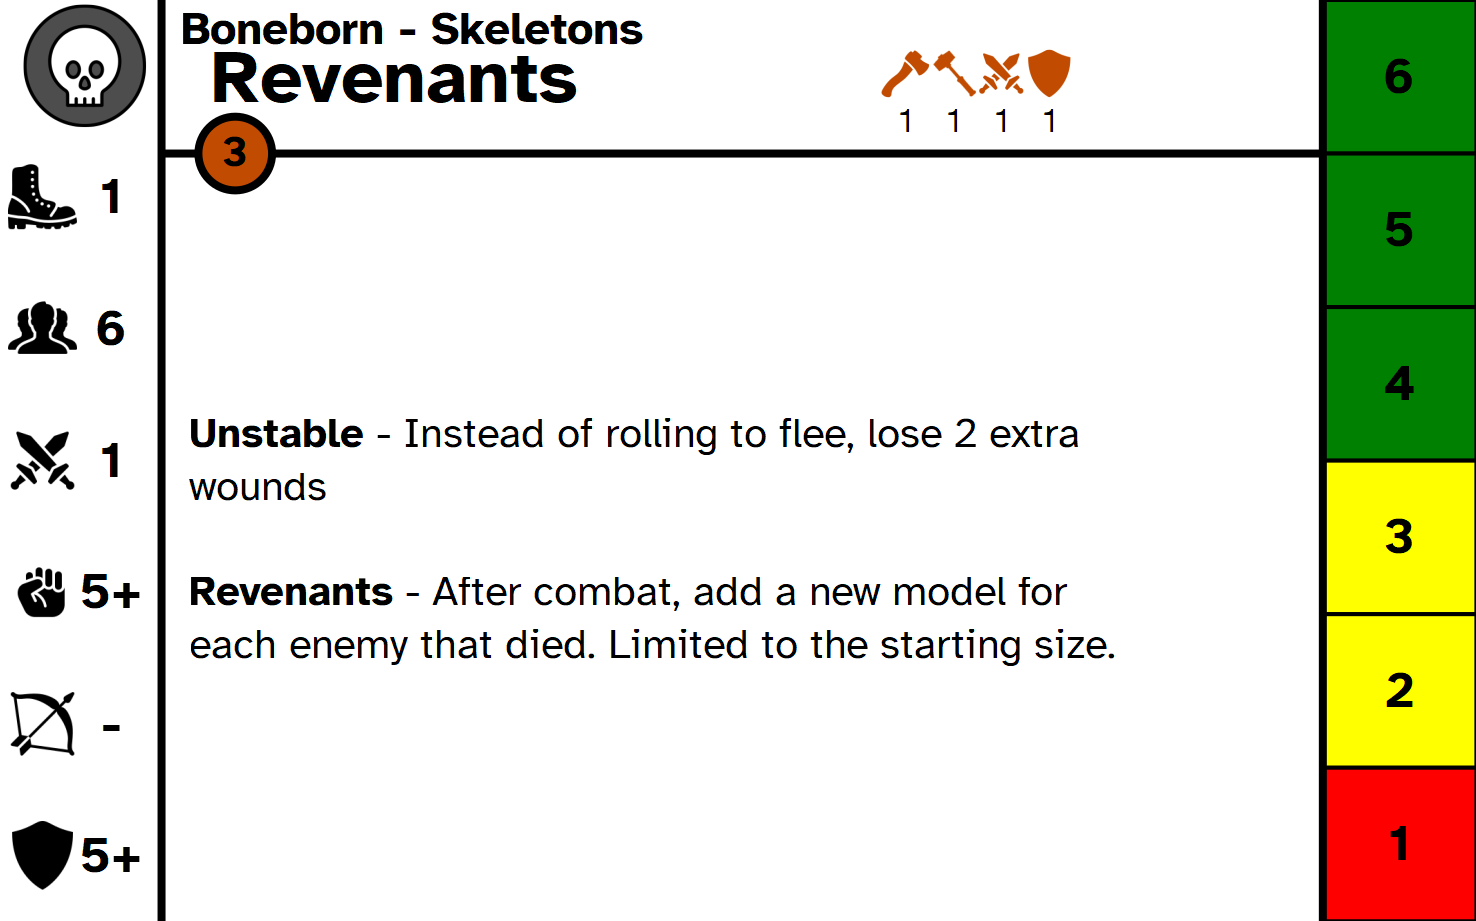 Boneborn - Skeletons
Revenants
1 1 1 1
3
1
6
1
5+
-
5+
Unstable - Instead of rolling to flee, lose 2 extra
wounds
Revenants - After combat, add a new model for
each enemy that died. Limited to the starting size.
6
5
4
3
2
1